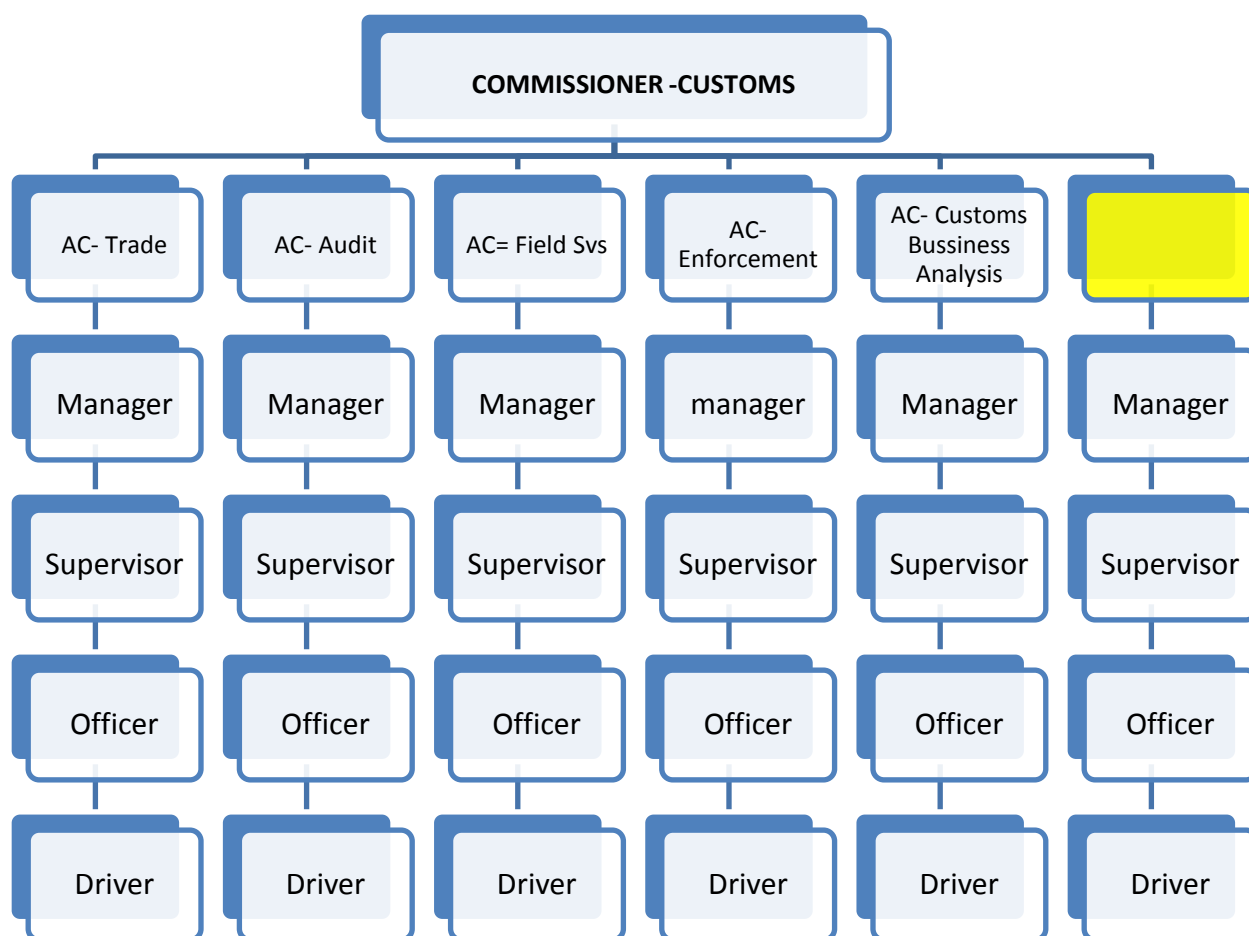 COMMISSIONER -CUSTOMS
AC- Trade
AC- Audit
AC= Field Svs
AC-
Enforcement
AC- Customs
Bussiness
Analysis
Manager
Manager
Manager
manager
Manager
Manager
Supervisor
Supervisor
Supervisor
Supervisor
Supervisor
Supervisor
Officer
Officer
Officer
Officer
Officer
Officer
Driver
Driver
Driver
Driver
Driver
Driver